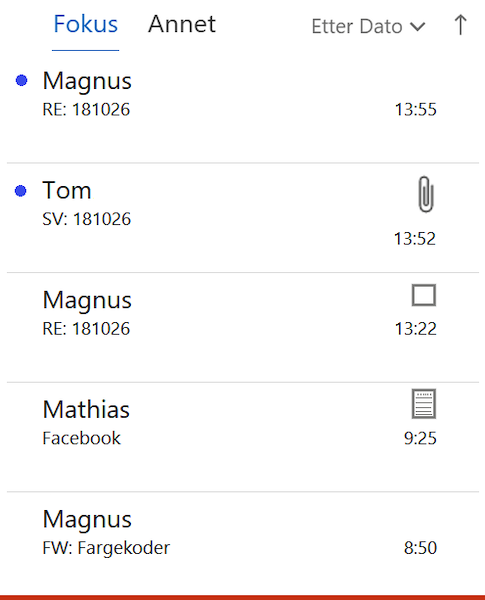 Fokus Annet Etter Dato
Magnus
RE: 181026 13:55
Tom
SV: 181026
13:52
Magnus
RE: 181026 13:22
Mathias
Facebook 9:25
Magnus
FW: Fargekoder 8:50